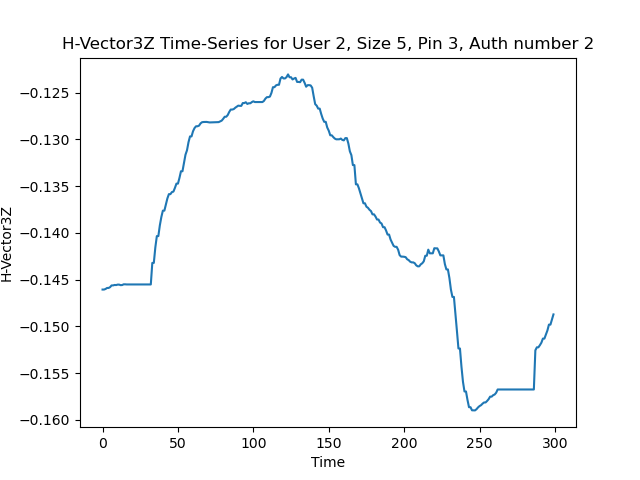 H-Vector3Z Time-Series for User 2, Size 5, Pin 3, Auth number 2
H-Vector3Z
−0.125
−0.130
−0.135
−0.140
−0.145
−0.150
−0.155
−0.160
0 50 100 150 200 250 300
Time